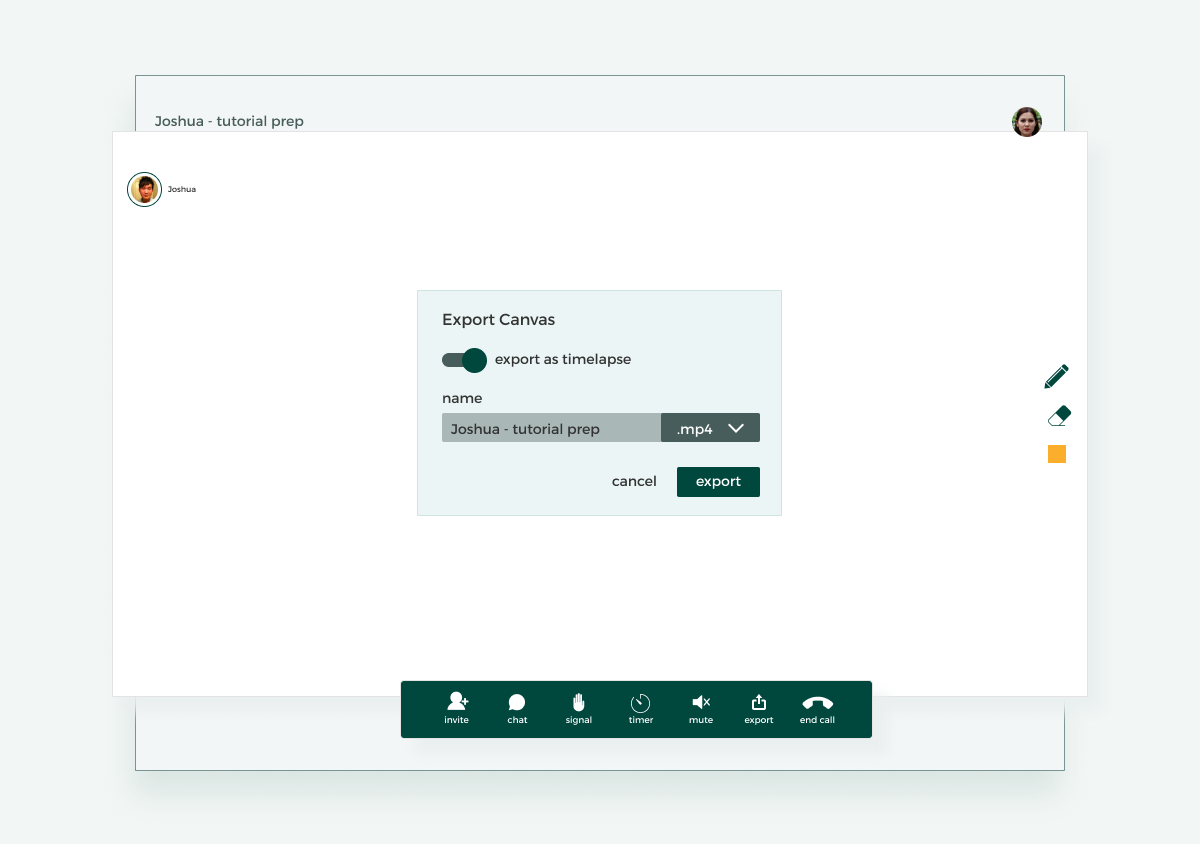 Joshua - tutorial prep
Joshua
Export Canvas
export as timelapse
name
Joshua - tutorial prep .mp4
cancel export
invite chat signal timer mute export end call